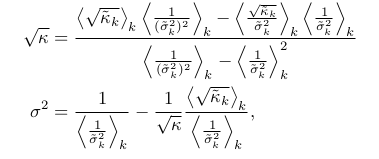 \sqrt{\kappa} = \frac{\left\langle \sqrt{\tilde{\kappa}_k} \right\rangle_k \left\langle \frac{1}{(\tilde{\sigma}_k^2)^2} \right\rangle_k - \left\langle \frac{\sqrt{\tilde{\kappa}_k}}{\tilde{\sigma}_k^2} \right\rangle_k \left\langle \frac{1}{\tilde{\sigma}_k^2} \right\rangle_k}{\left\langle \frac{1}{(\tilde{\sigma}_k^2)^2} \right\rangle_k - \left\langle \frac{1}{\tilde{\sigma}_k^2} \right\rangle_k^2}
\sigma^2 = \frac{1}{\left\langle \frac{1}{\tilde{\sigma}_k^2} \right\rangle_k} - \frac{1}{\sqrt{\kappa}} \frac{\left\langle \sqrt{\tilde{\kappa}_k} \right\rangle_k}{\left\langle \frac{1}{\tilde{\sigma}_k^2} \right\rangle_k},